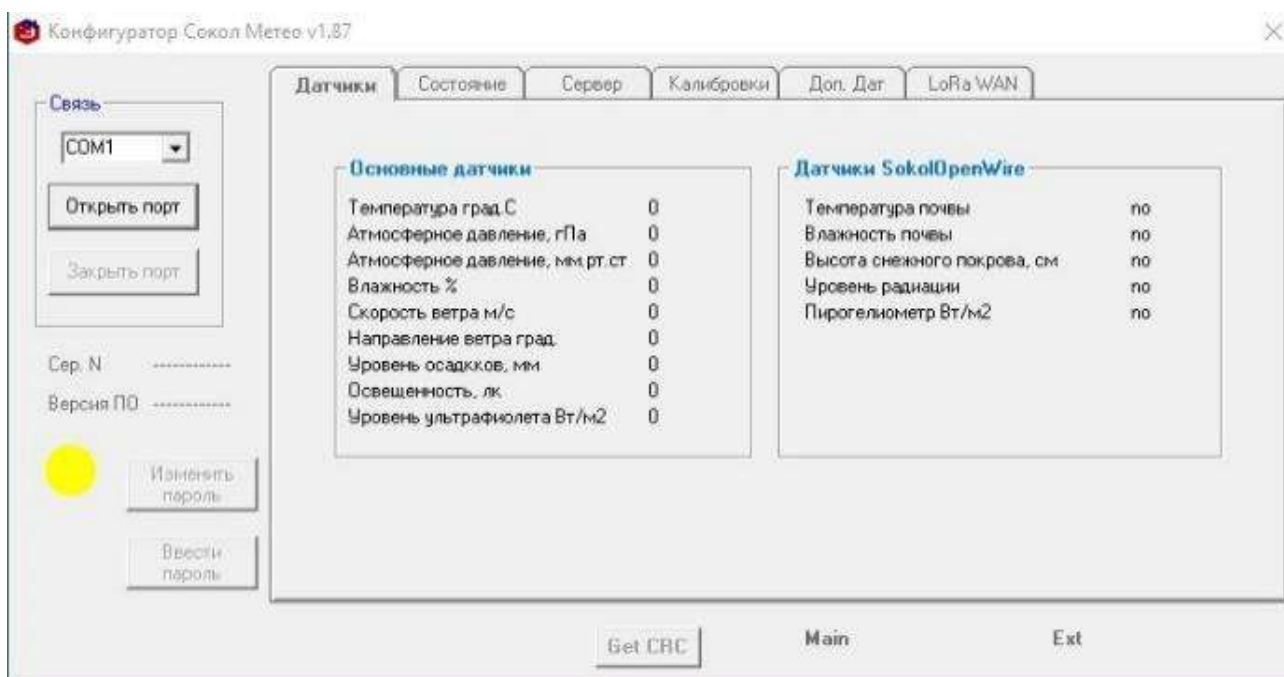 Конфигуратор Сокол Метео v1.87
Датчики
Состояние
Сервер
Калибровки
Доп. Дат
LoRa WAN
Связь
COM1
Открыть порт
Закрыть порт
Сер. N ------------
Версия ПО ------------
Изменить
пароль
Ввести
пароль
Основные датчики
Температура град.С 0
Атмосферное давление, гПа 0
Атмосферное давление, мм.рт.ст 0
Влажность % 0
Скорость ветра м/с 0
Направление ветра град. 0
Уровень осадкков, мм 0
Освещенность, лк 0
Уровень ультрафиолета Вт/м2 0
Датчики SokolOpenWire
Температура почвы no
Влажность почвы no
Высота снежного покрова, см no
Уровень радиации no
Пирогелиометр Вт/м2 no
Get CRC
Main
Ext